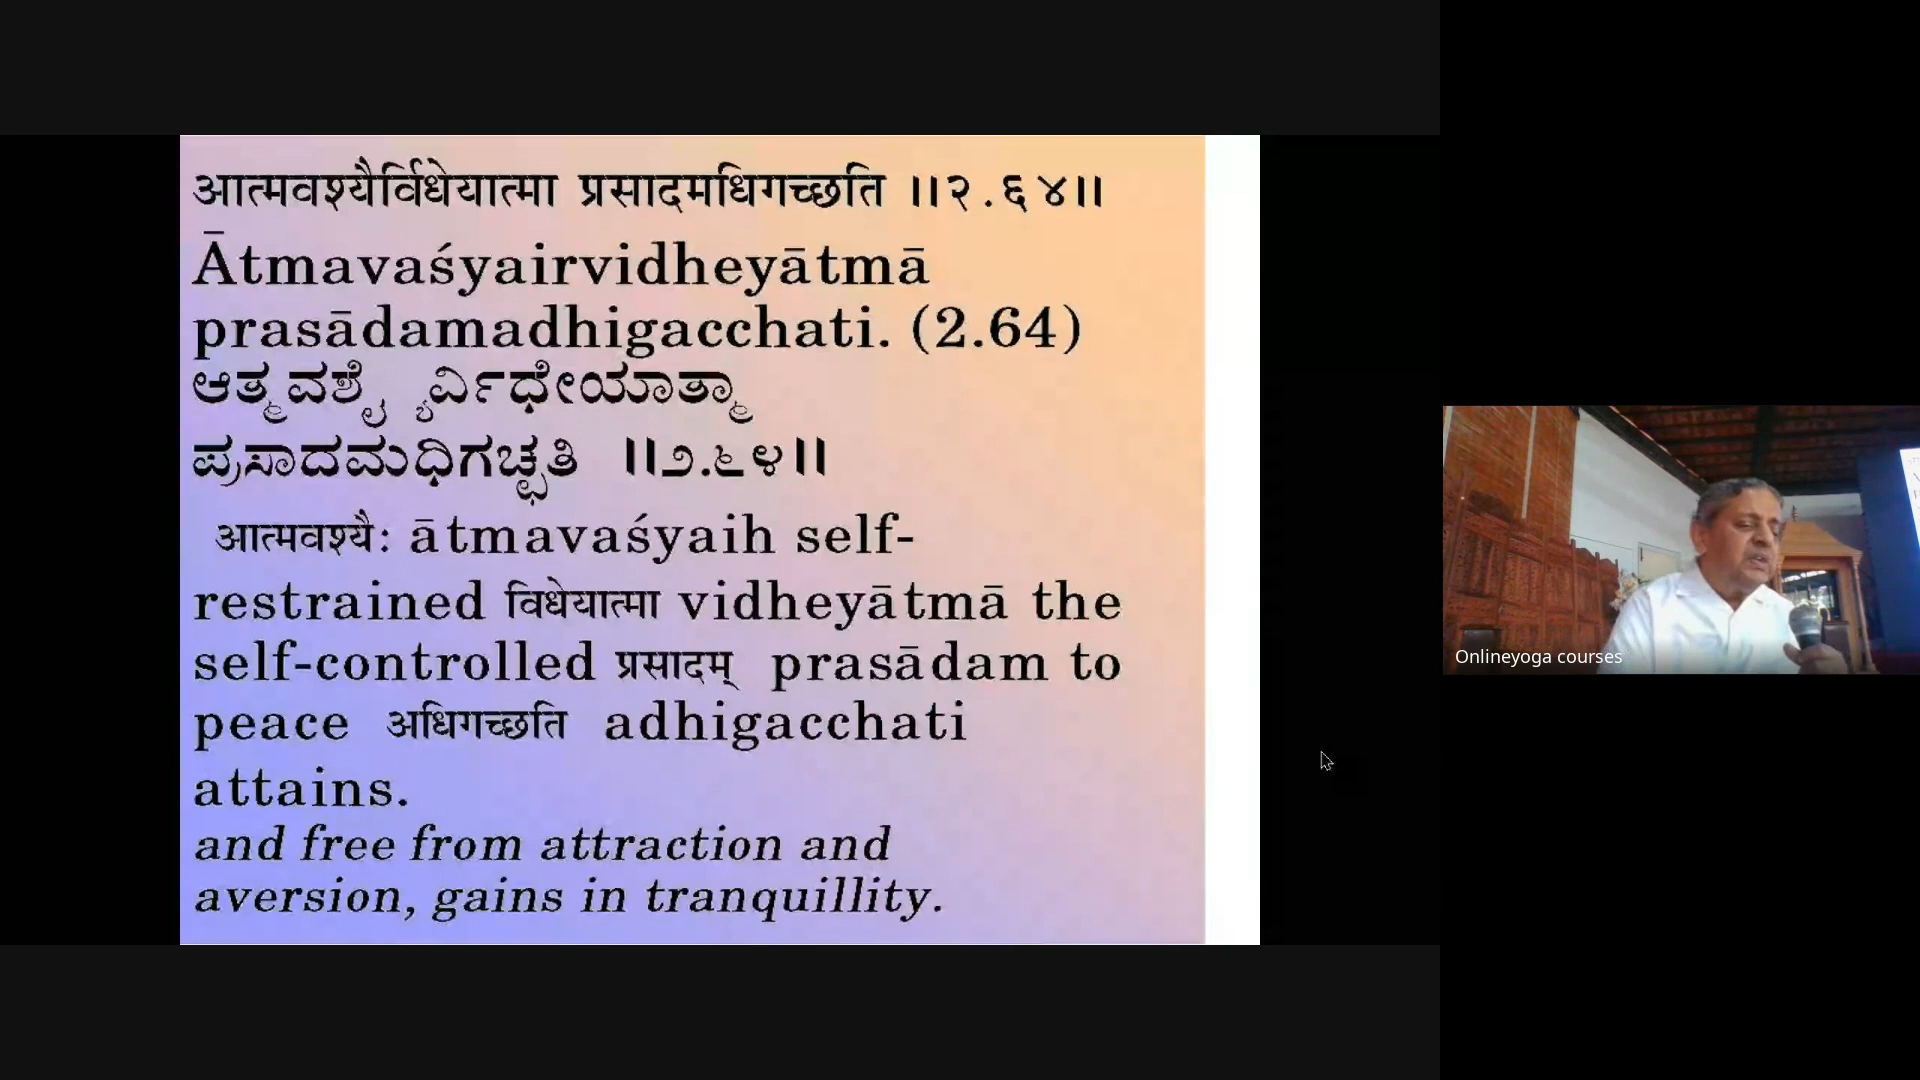 आत्मवश्यैर्विधेयात्मा प्रसादमधिगच्छति ।।२.६४।।
Ātmavaśyairvidheyātmā
prasādamadhigacchati. (2.64)
ಆತ್ಮವಶೈ ರ್ವಿಧೇಯಾತ್ಮಾ
ಪ್ರಸಾದಮಧಿಗಚ್ಛತಿ ।।೨.೬೪।।
आत्मवश्यै: ātmavaśyaih self-
restrained विधेयात्मा vidheyātmā the
self-controlled प्रसादम् prasādam to
peace अधिगच्छति adhigacchati
attains.
and free from attraction and
aversion, gains in tranquillity.
Onlineyoga courses